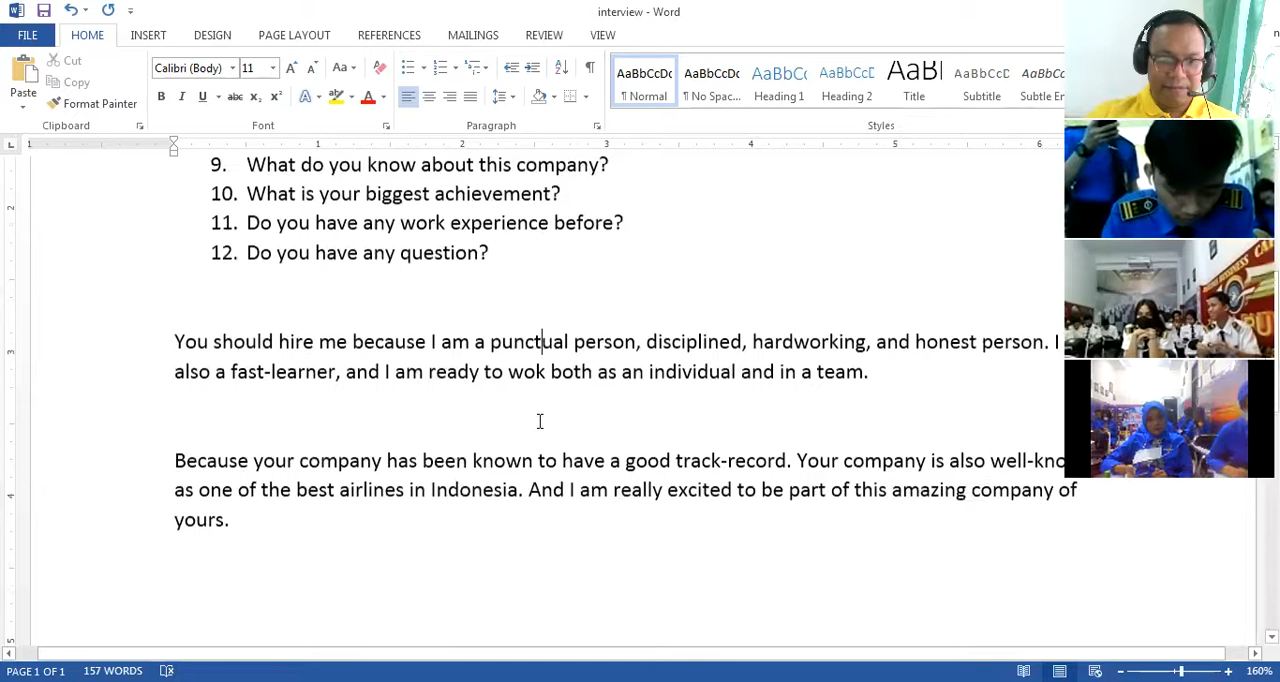 interview - Word
FILE HOME INSERT DESIGN PAGE LAYOUT REFERENCES MAILINGS REVIEW VIEW
Cut
Copy
Format Painter
Paste
Clipboard
Calibri (Body) 11
Font
Paragraph
AaBbCcDc AaBbCcDc AaBbCc AaBbCcD AaBl AaBbCcD AaBbCcDc
¶ Normal ¶ No Spac... Heading 1 Heading 2 Title Subtitle Subtle Em
Styles
9. What do you know about this company?
10. What is your biggest achievement?
11. Do you have any work experience before?
12. Do you have any question?
You should hire me because I am a punctual person, disciplined, hardworking, and honest person. I
also a fast-learner, and I am ready to wok both as an individual and in a team.
Because your company has been known to have a good track-record. Your company is also well-kno
as one of the best airlines in Indonesia. And I am really excited to be part of this amazing company of
yours.
PAGE 1 OF 1 157 WORDS 160%